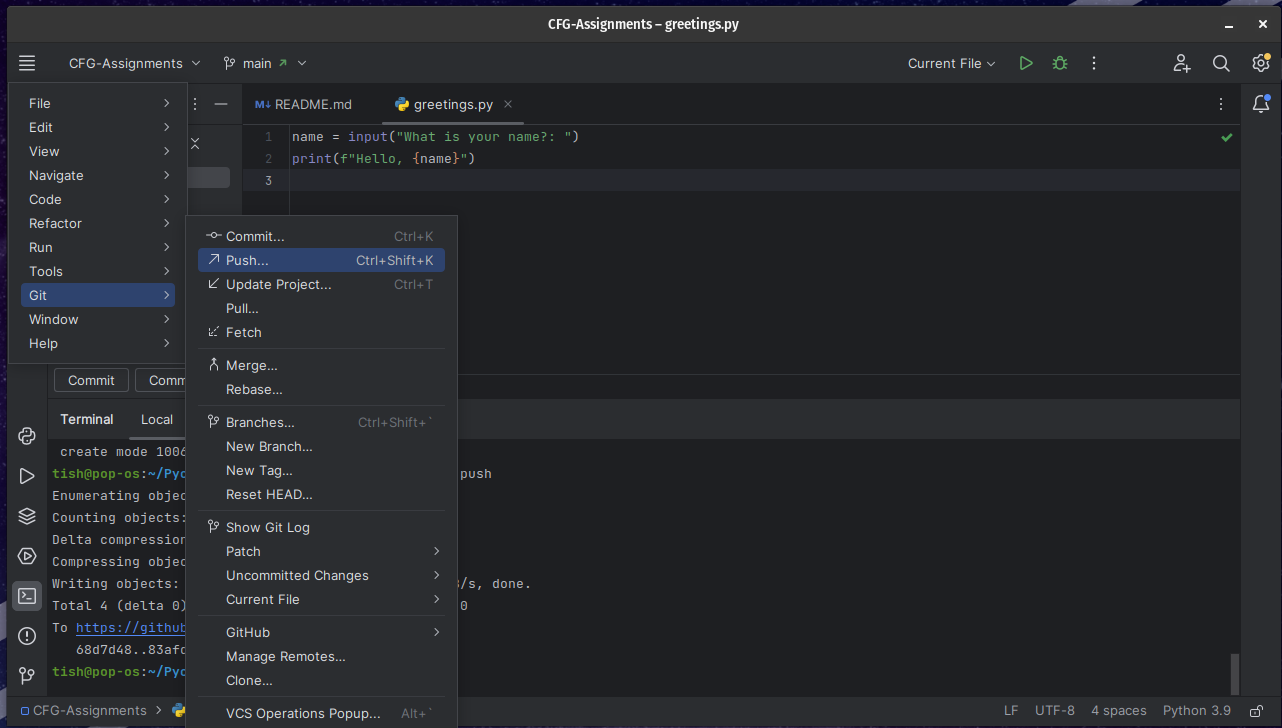 CFG-Assignments – greetings.py
CFG-Assignments main Current File
File
Edit
View
Navigate
Code
Refactor
Run
Tools
Git
Window
Help
M↓ README.md greetings.py
1 name = input("What is your name?: ")
2 print(f"Hello, {name}")
3
Commit... Ctrl+K
Push... Ctrl+Shift+K
Update Project... Ctrl+T
Pull...
Fetch
Merge...
Rebase...
Branches... Ctrl+Shift+`
New Branch...
New Tag...
Reset HEAD...
Show Git Log
Patch
Uncommitted Changes
Current File
GitHub
Manage Remotes...
Clone...
VCS Operations Popup... Alt+`
Commit Comm
Terminal Local
create mode 1006
tish@pop-os:~/Pyc push
Enumerating objec
Counting objects:
Delta compression
Compressing objec
Writing objects: /s, done.
Total 4 (delta 0) 0
To https://github
68d7d48..83afc
tish@pop-os:~/Pyc
CFG-Assignments LF UTF-8 4 spaces Python 3.9